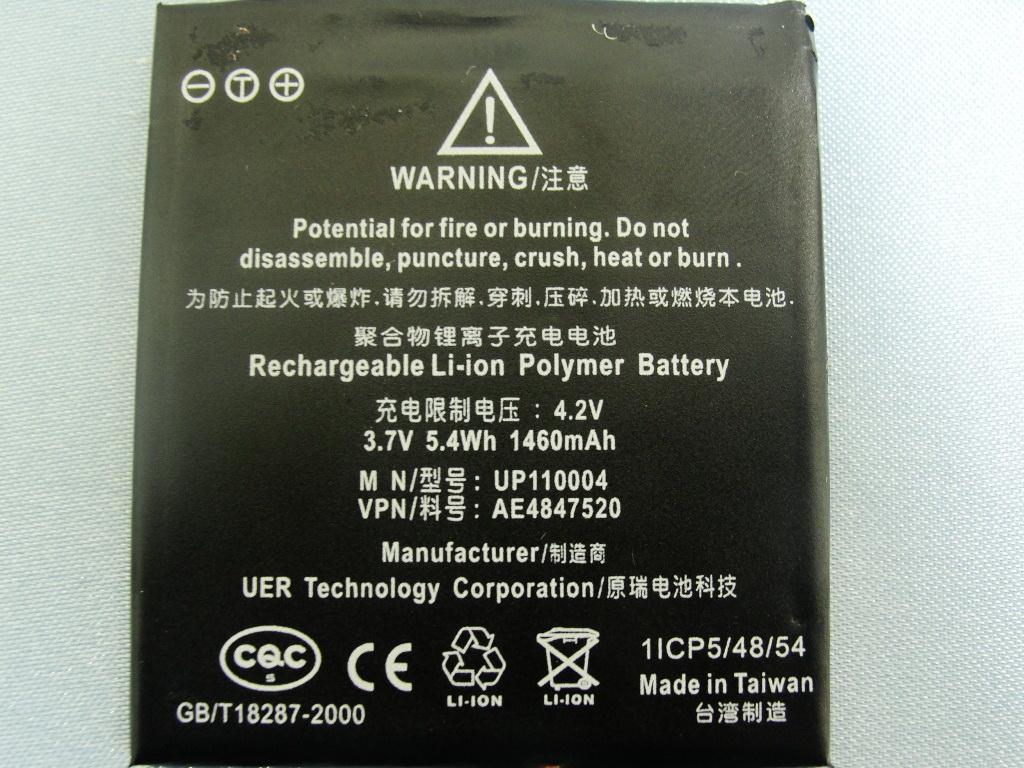 − T +
!
WARNING/注意
Potential for fire or burning. Do not
disassemble, puncture, crush, heat or burn .
为防止起火或爆炸.请勿拆解.穿刺.压碎.加热或燃烧本电池.
聚合物锂离子充电电池
Rechargeable Li-ion Polymer Battery
充电限制电压 : 4.2V
3.7V 5.4Wh 1460mAh
M N/型号: UP110004
VPN/料号: AE4847520
Manufacturer/制造商
UER Technology Corporation/原瑞电池科技
CQC
S
CE
LI-ION
LI-ION
1ICP5/48/54
Made in Taiwan
台湾制造
GB/T18287-2000